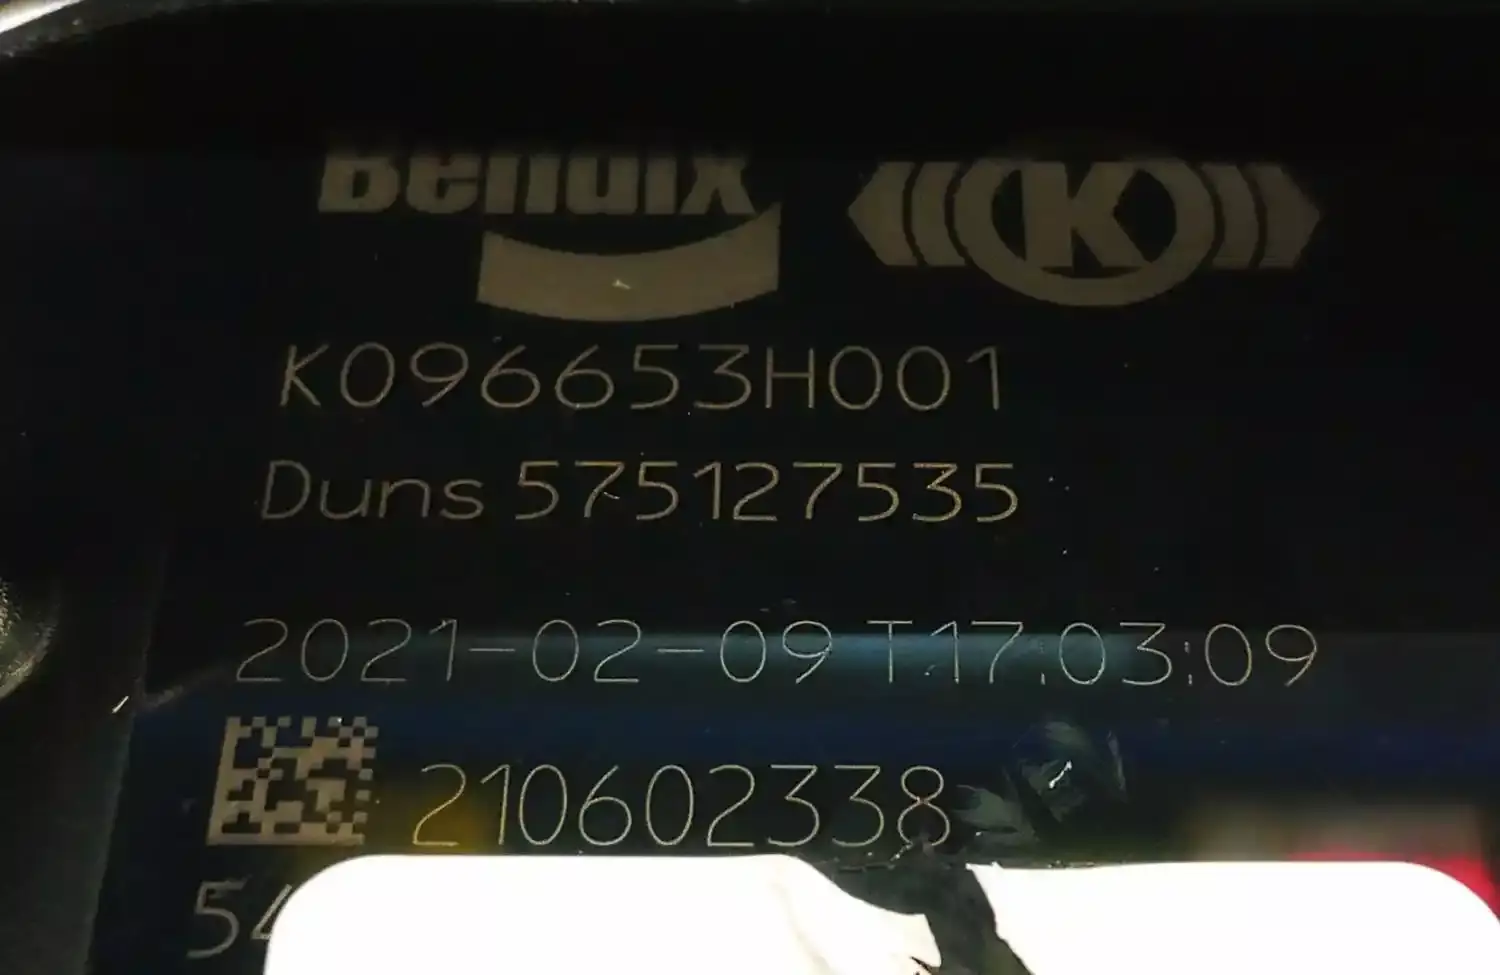 Bendix K
K096653H001
Duns 575127535
2021-02-09 T17:03:09
210602338
54